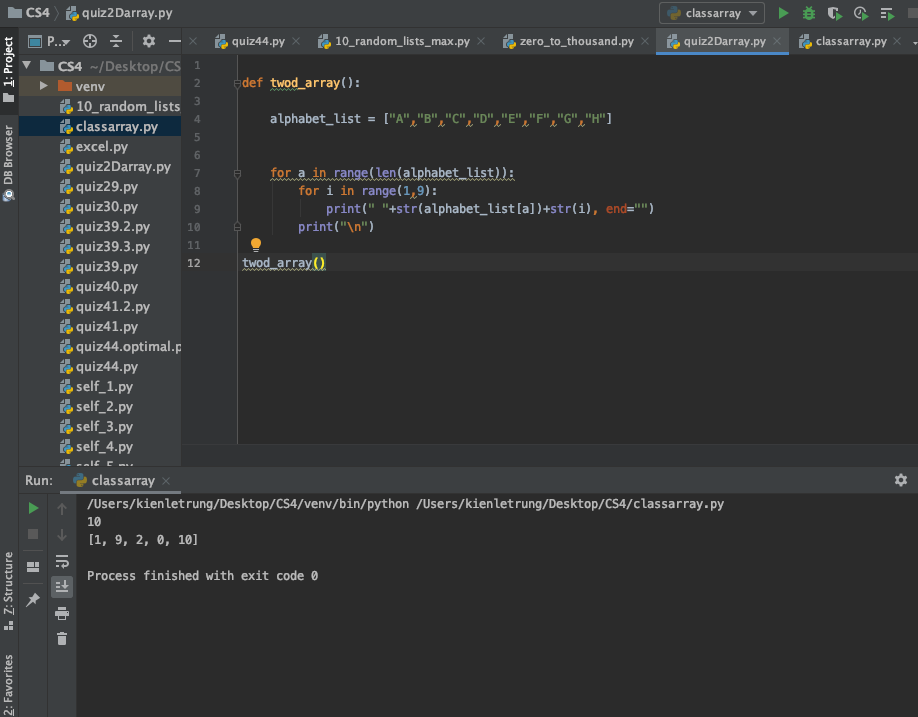 CS4 quiz2Darray.py classarray
1: Project
DB Browser
Z: Structure
2: Favorites
P..
CS4 ~/Desktop/CS
venv
10_random_lists
classarray.py
excel.py
quiz2Darray.py
quiz29.py
quiz30.py
quiz39.2.py
quiz39.3.py
quiz39.py
quiz40.py
quiz41.2.py
quiz41.py
quiz44.optimal.p
quiz44.py
self_1.py
self_2.py
self_3.py
self_4.py
self_5.py
quiz44.py 10_random_lists_max.py zero_to_thousand.py quiz2Darray.py classarray.py
1
2 def twod_array():
3
4 alphabet_list = ["A","B","C","D","E","F","G","H"]
5
6
7 for a in range(len(alphabet_list)):
8 for i in range(1,9):
9 print(" "+str(alphabet_list[a])+str(i), end="")
10 print("\n")
11
12 twod_array()
Run: classarray
/Users/kienletrung/Desktop/CS4/venv/bin/python /Users/kienletrung/Desktop/CS4/classarray.py
10
[1, 9, 2, 0, 10]
Process finished with exit code 0